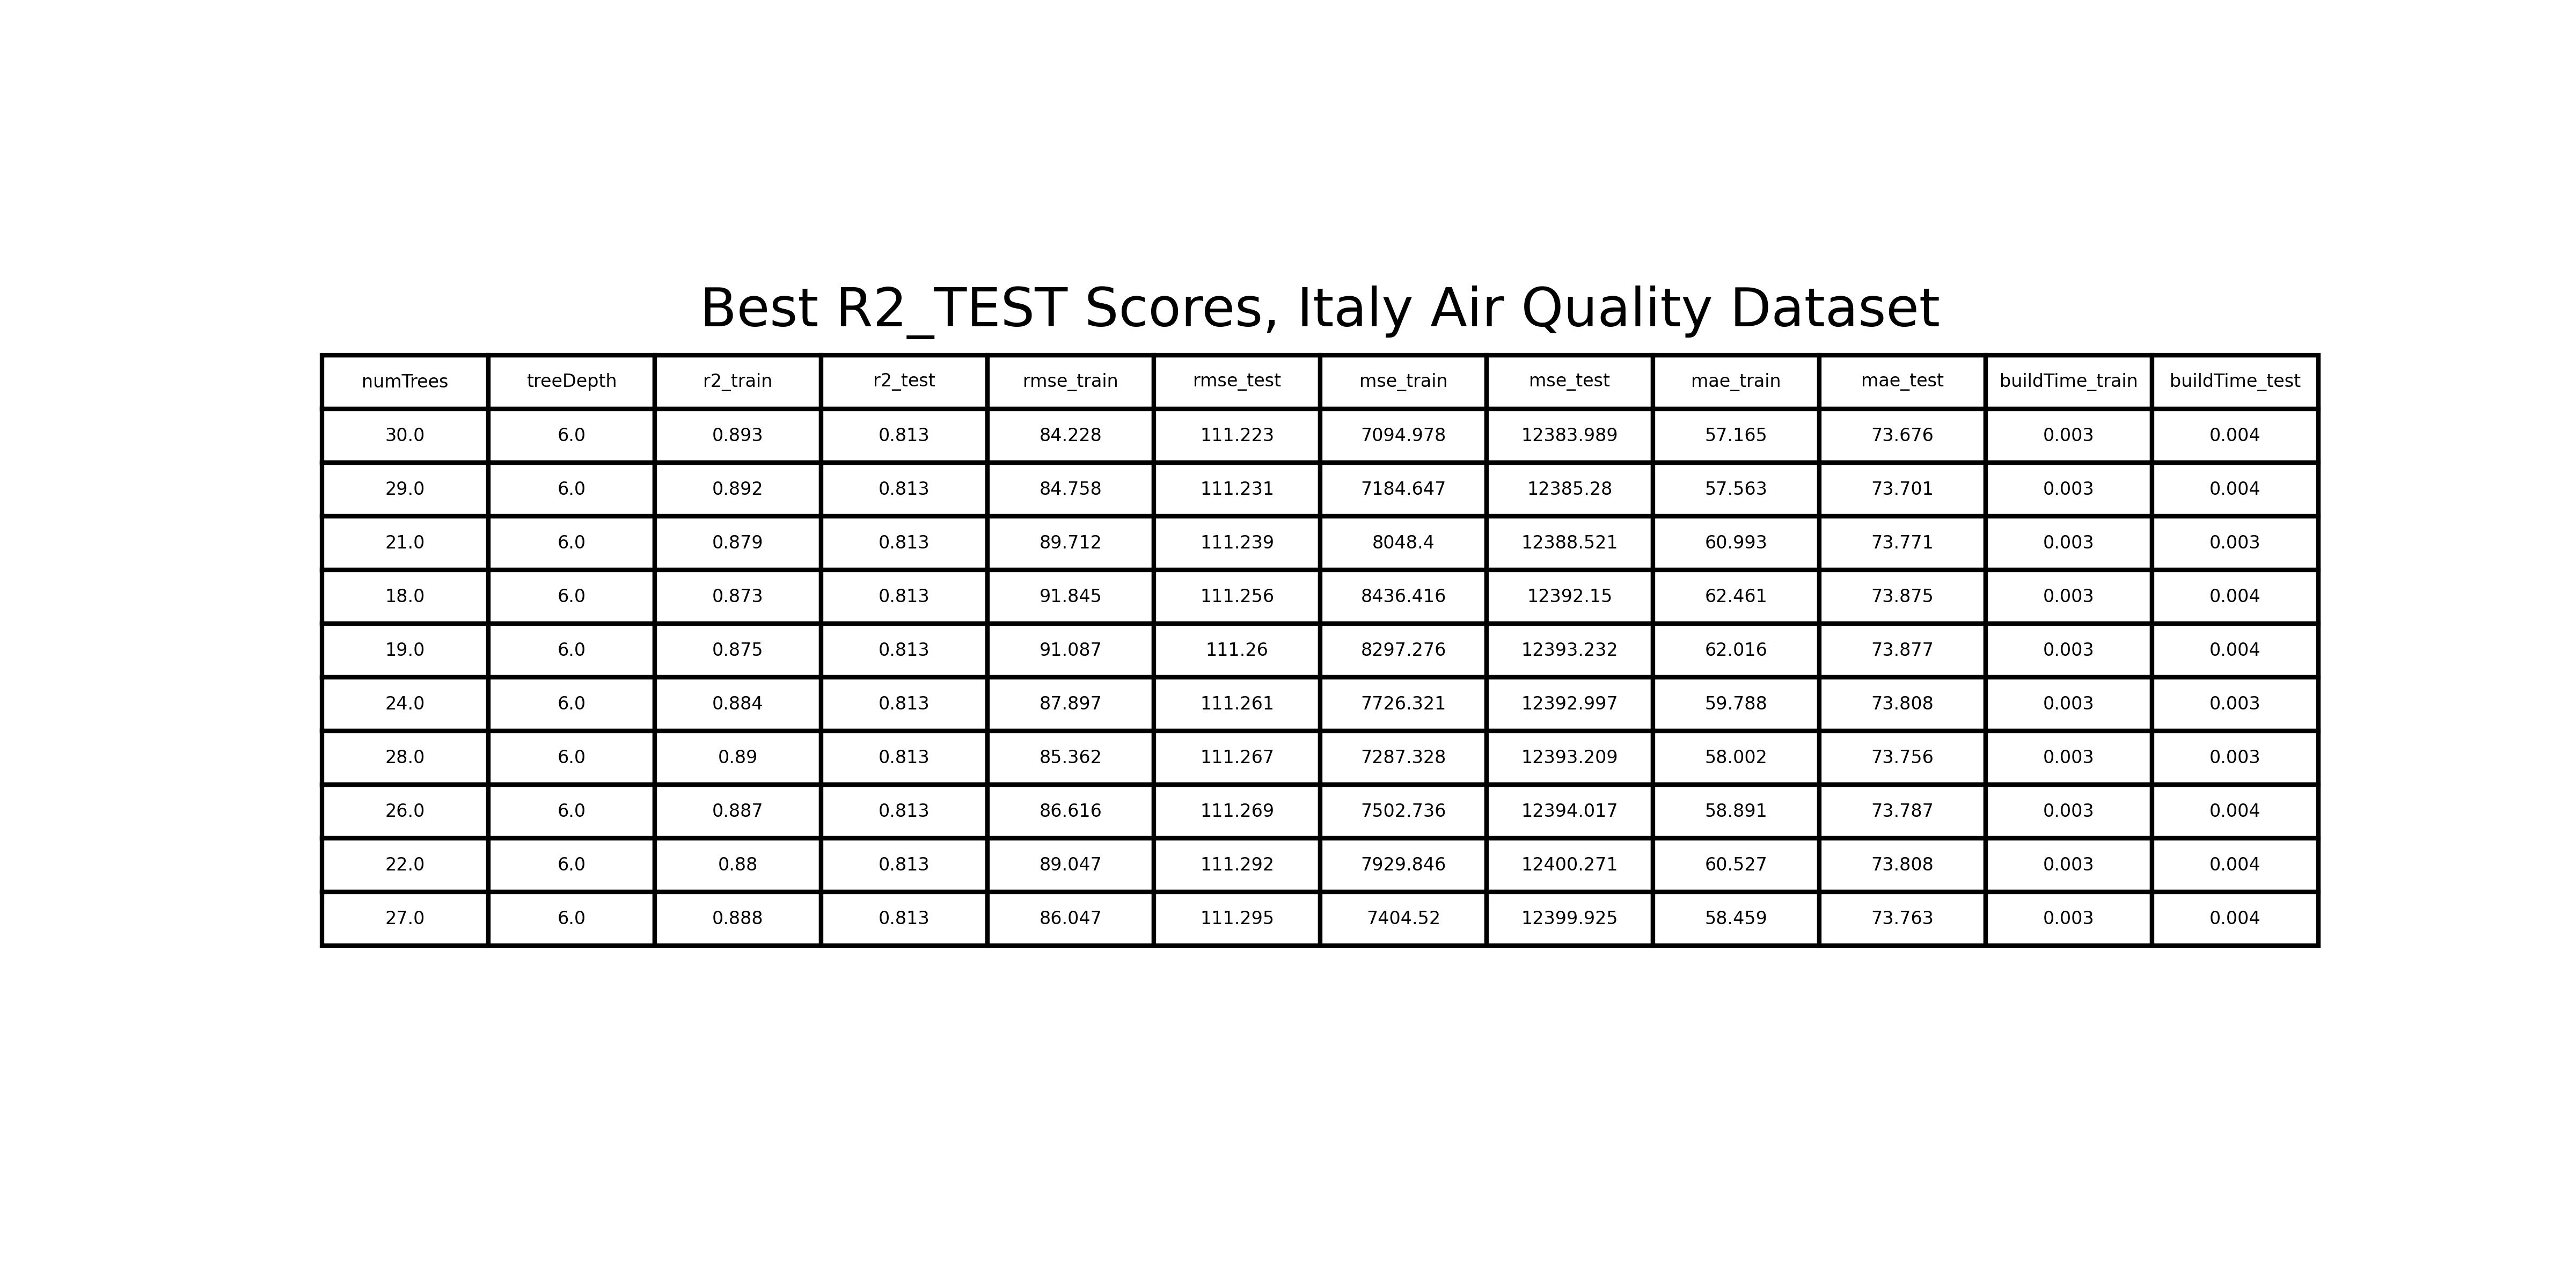 Best R2_TEST Scores, Italy Air Quality Dataset
numTrees treeDepth r2_train r2_test rmse_train rmse_test mse_train mse_test mae_train mae_test buildTime_train buildTime_test
30.0 6.0 0.893 0.813 84.228 111.223 7094.978 12383.989 57.165 73.676 0.003 0.004
29.0 6.0 0.892 0.813 84.758 111.231 7184.647 12385.28 57.563 73.701 0.003 0.004
21.0 6.0 0.879 0.813 89.712 111.239 8048.4 12388.521 60.993 73.771 0.003 0.003
18.0 6.0 0.873 0.813 91.845 111.256 8436.416 12392.15 62.461 73.875 0.003 0.004
19.0 6.0 0.875 0.813 91.087 111.26 8297.276 12393.232 62.016 73.877 0.003 0.004
24.0 6.0 0.884 0.813 87.897 111.261 7726.321 12392.997 59.788 73.808 0.003 0.003
28.0 6.0 0.89 0.813 85.362 111.267 7287.328 12393.209 58.002 73.756 0.003 0.003
26.0 6.0 0.887 0.813 86.616 111.269 7502.736 12394.017 58.891 73.787 0.003 0.004
22.0 6.0 0.88 0.813 89.047 111.292 7929.846 12400.271 60.527 73.808 0.003 0.004
27.0 6.0 0.888 0.813 86.047 111.295 7404.52 12399.925 58.459 73.763 0.003 0.004